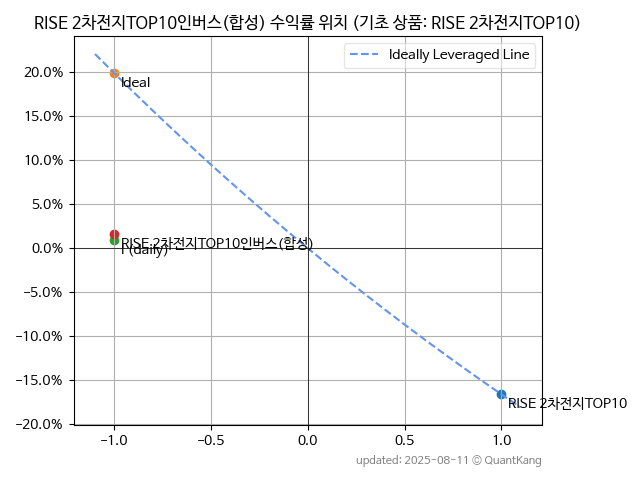 RISE 2차전지TOP10인버스(합성) 수익률 위치 (기초 상품: RISE 2차전지TOP10)
Ideally Leveraged Line
20.0%
15.0%
10.0%
5.0%
0.0%
−5.0%
−10.0%
−15.0%
−20.0%
Ideal
RISE 2차전지TOP10인버스(합성)
(daily)
RISE 2차전지TOP10
−1.0
−0.5
0.0
0.5
1.0
updated: 2025-08-11 © QuantKang